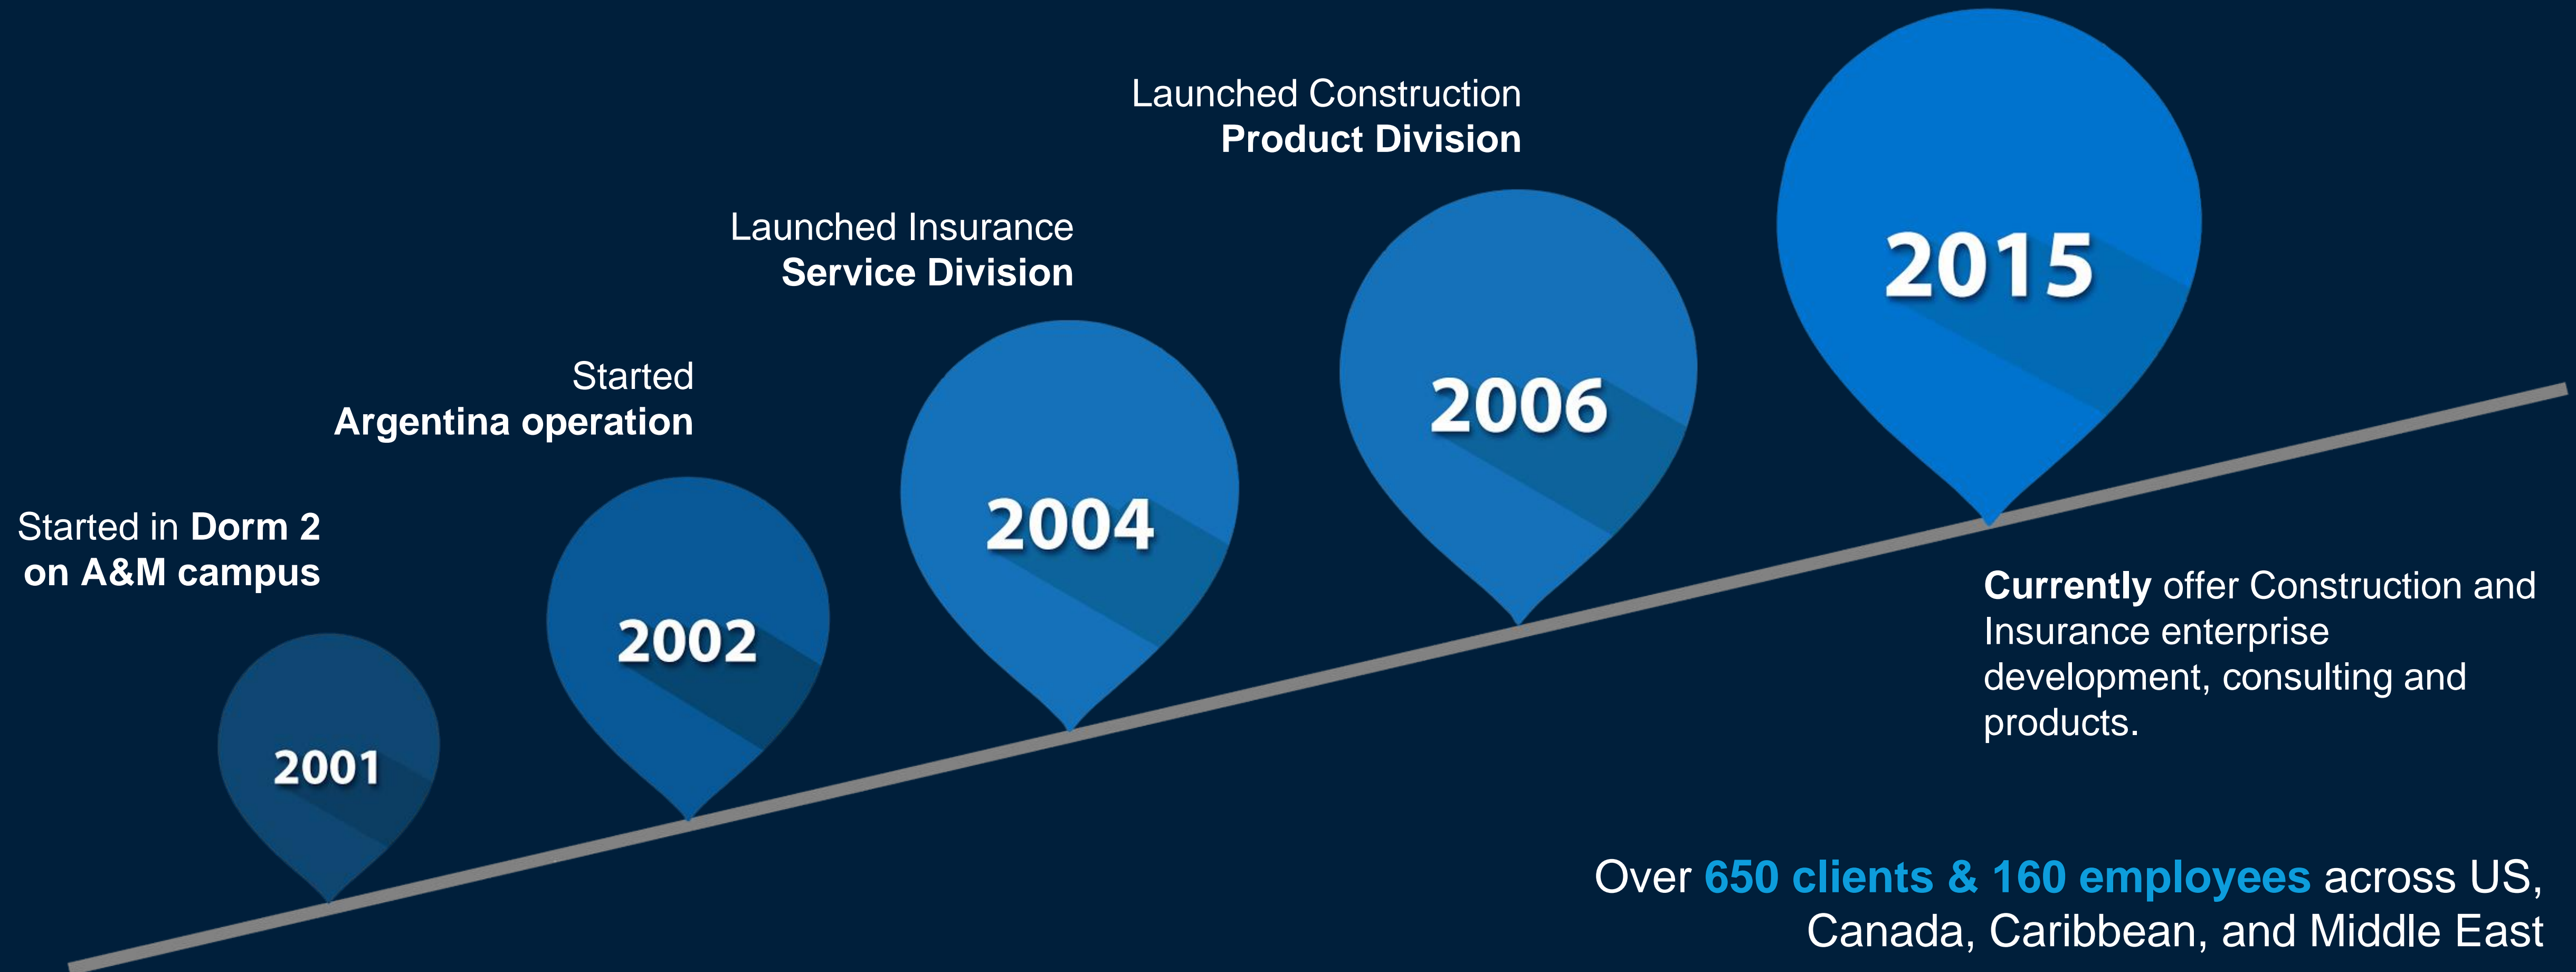 Started in Dorm 2
on A&M campus
2001
Started
Argentina operation
2002
Launched Insurance
Service Division
2004
Launched Construction
Product Division
2006
2015
Currently offer Construction and
Insurance enterprise
development, consulting and
products.
Over 650 clients & 160 employees across US,
Canada, Caribbean, and Middle East